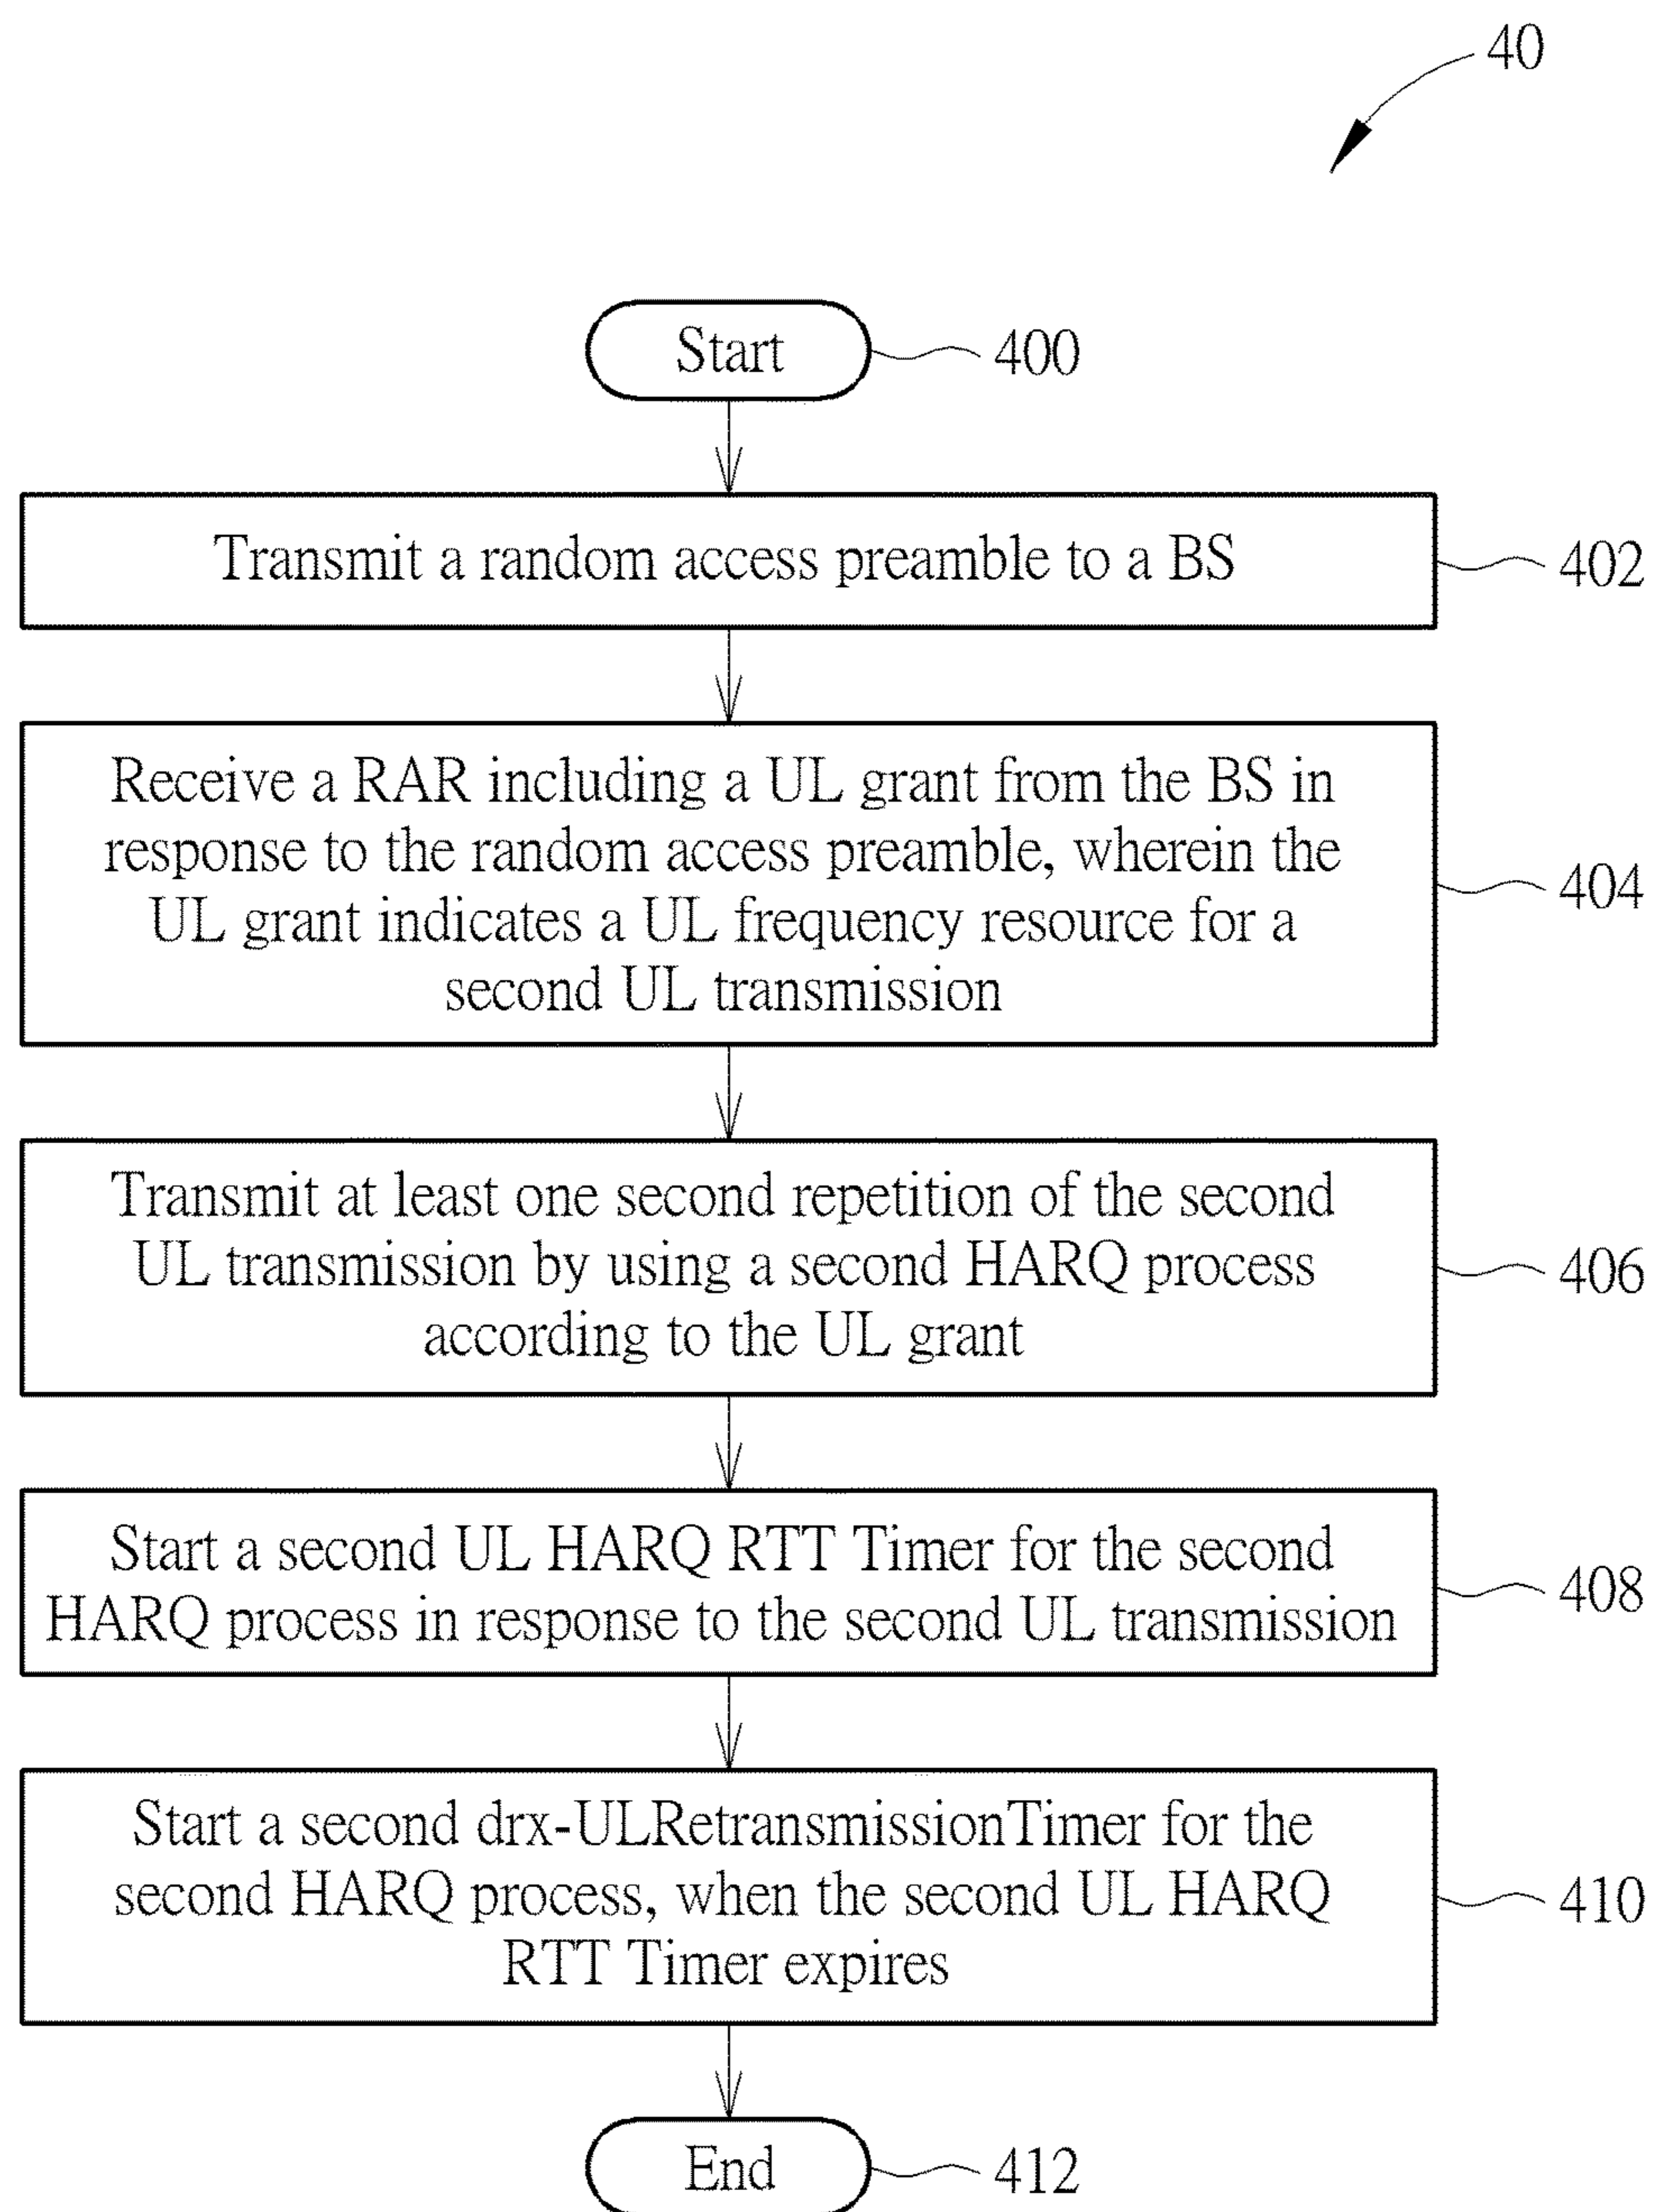 40
Start
400
Transmit a random access preamble to a BS
402
Receive a RAR including a UL grant from the BS in
response to the random access preamble, wherein the
UL grant indicates a UL frequency resource for a
second UL transmission
404
Transmit at least one second repetition of the second
UL transmission by using a second HARQ process
according to the UL grant
406
Start a second UL HARQ RTT Timer for the second
HARQ process in response to the second UL transmission
408
Start a second drx-ULRetransmissionTimer for the
second HARQ process, when the second UL HARQ
RTT Timer expires
410
End
412